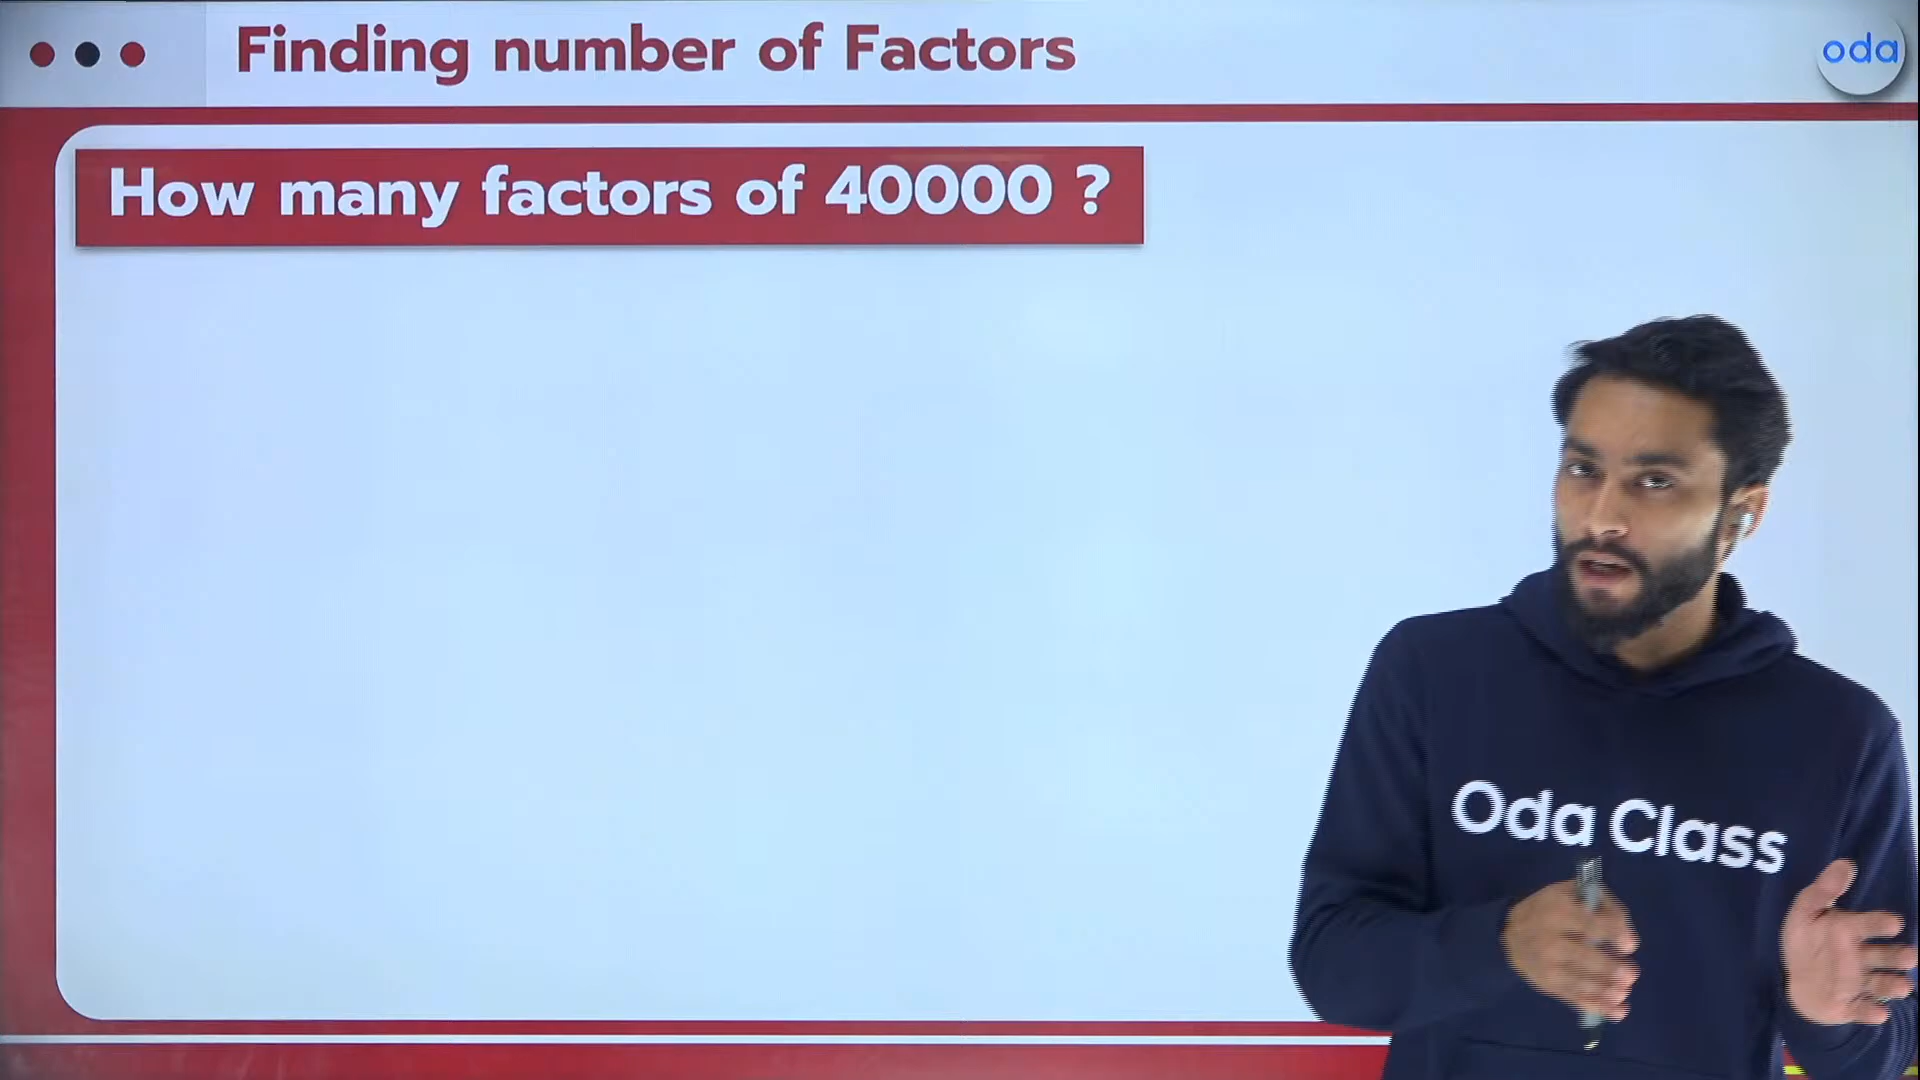 Finding number of Factors
oda
How many factors of 40000 ?
Oda Class